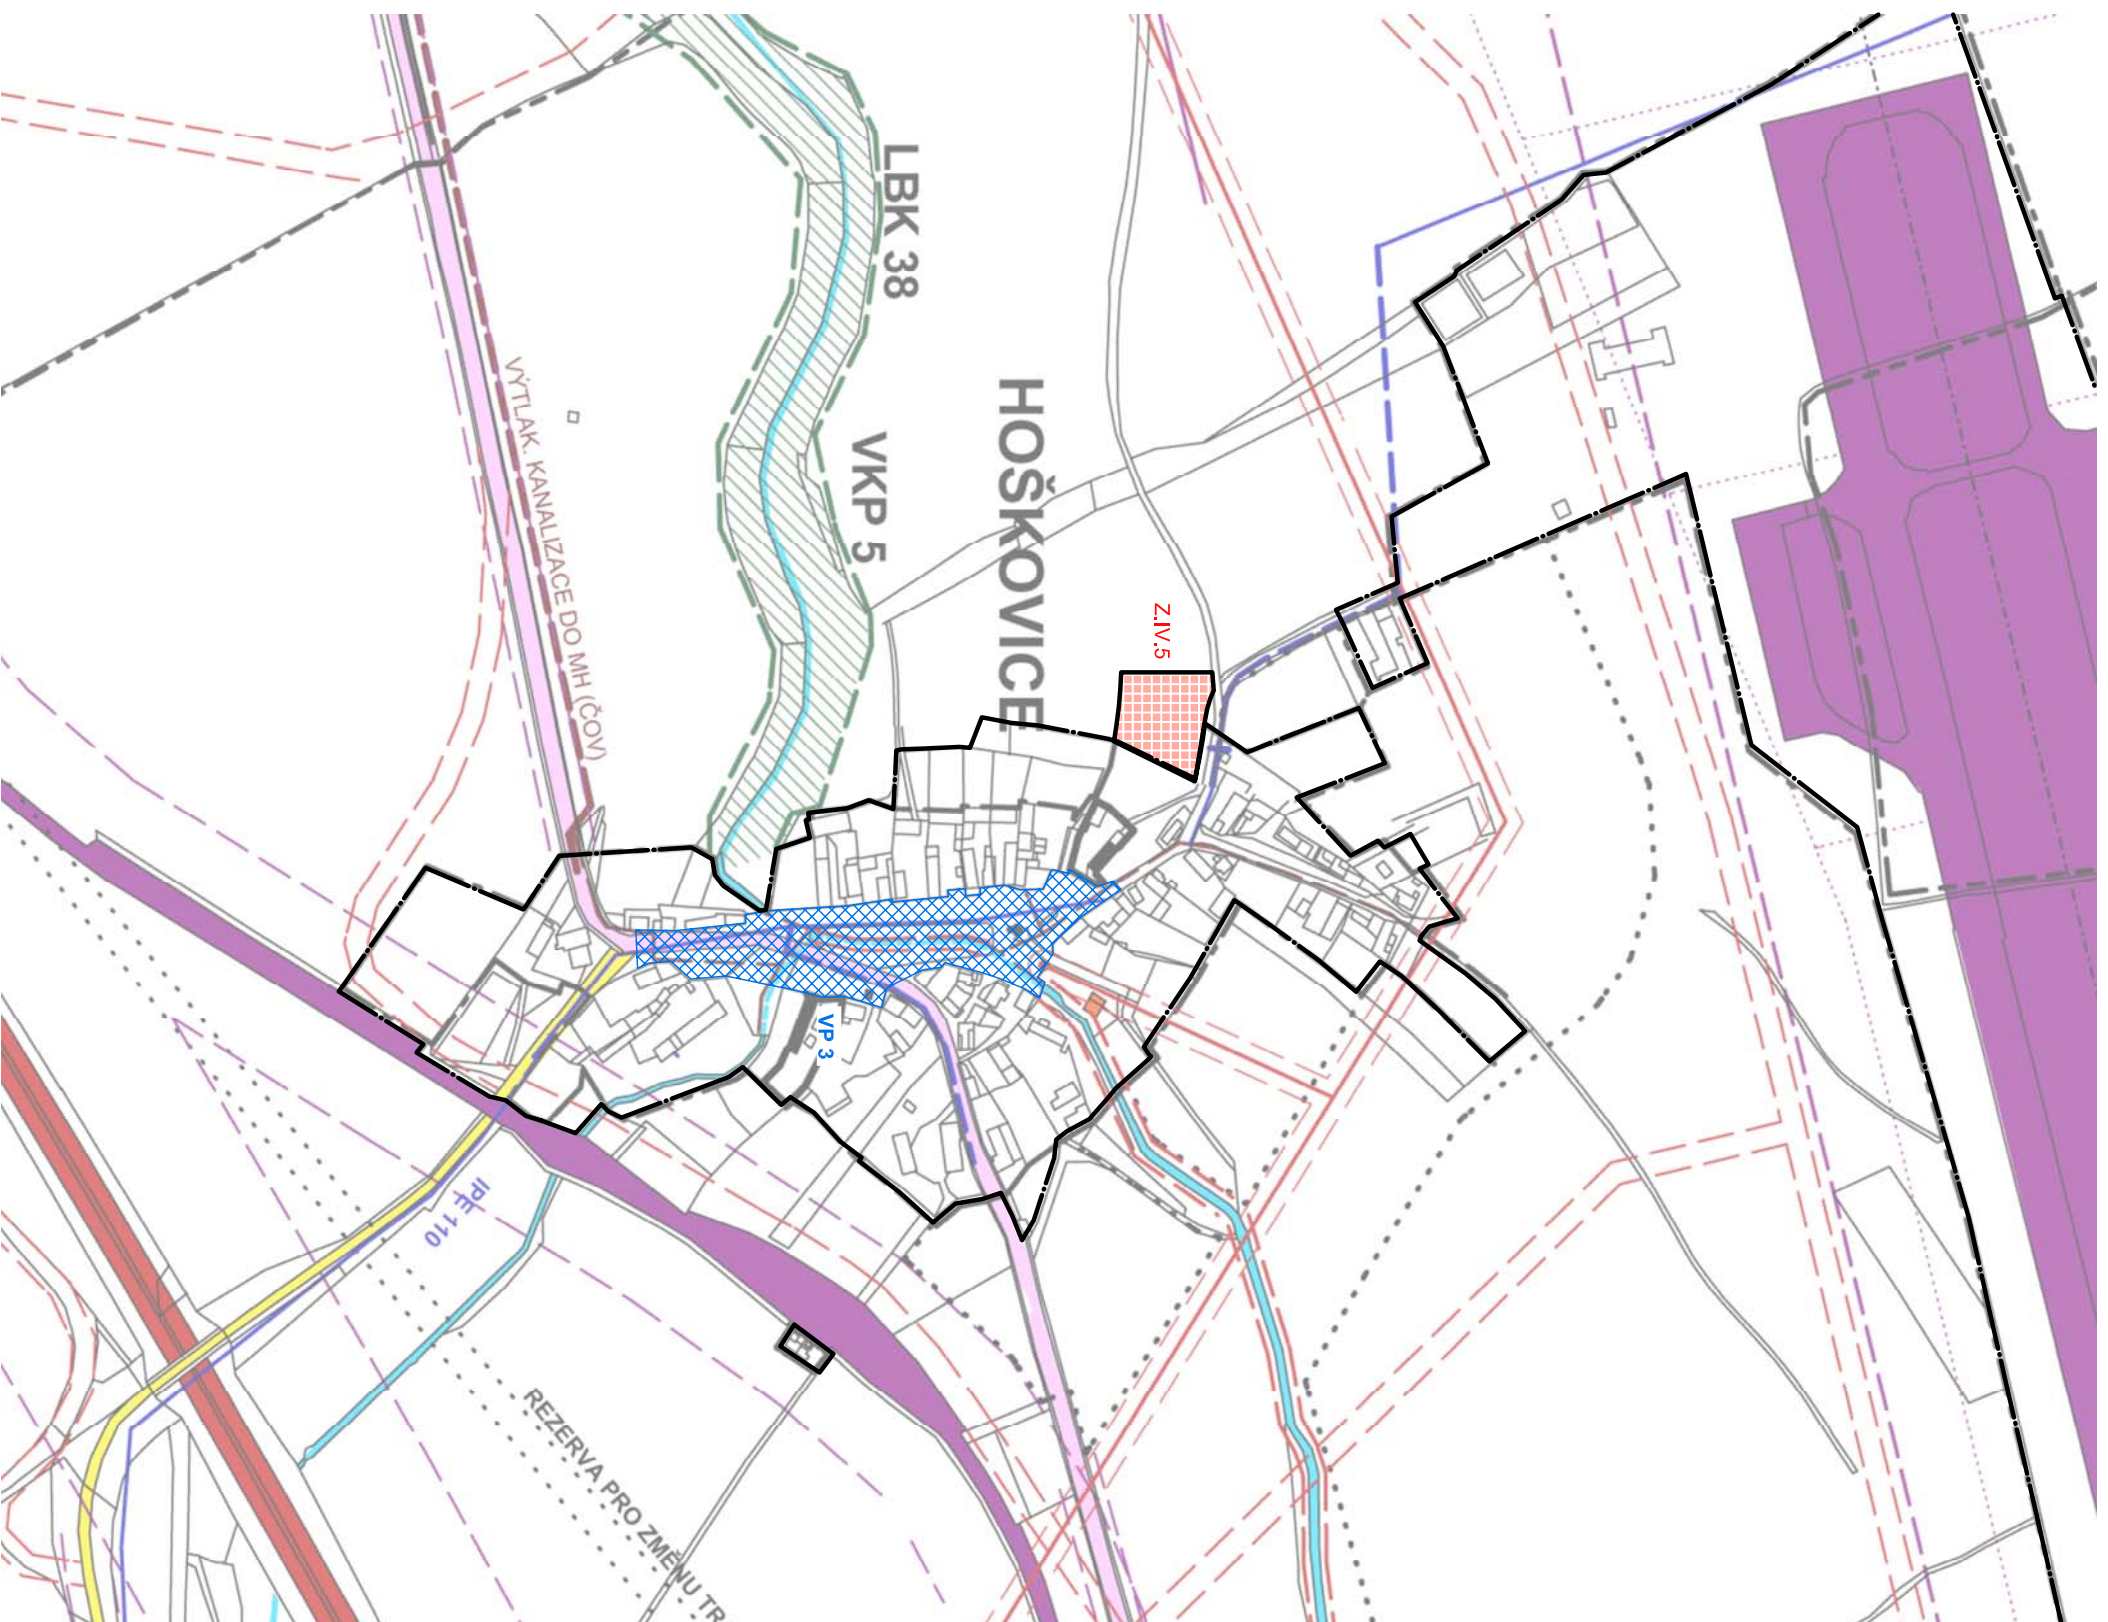 LBK 38
VKP 5
HOŠKOVICE
VÝTLAK. KANALIZACE DO MH (ČOV)
Z.IV.5
VP 3
IPE 110
REZERVA PRO ZMĚNU TR